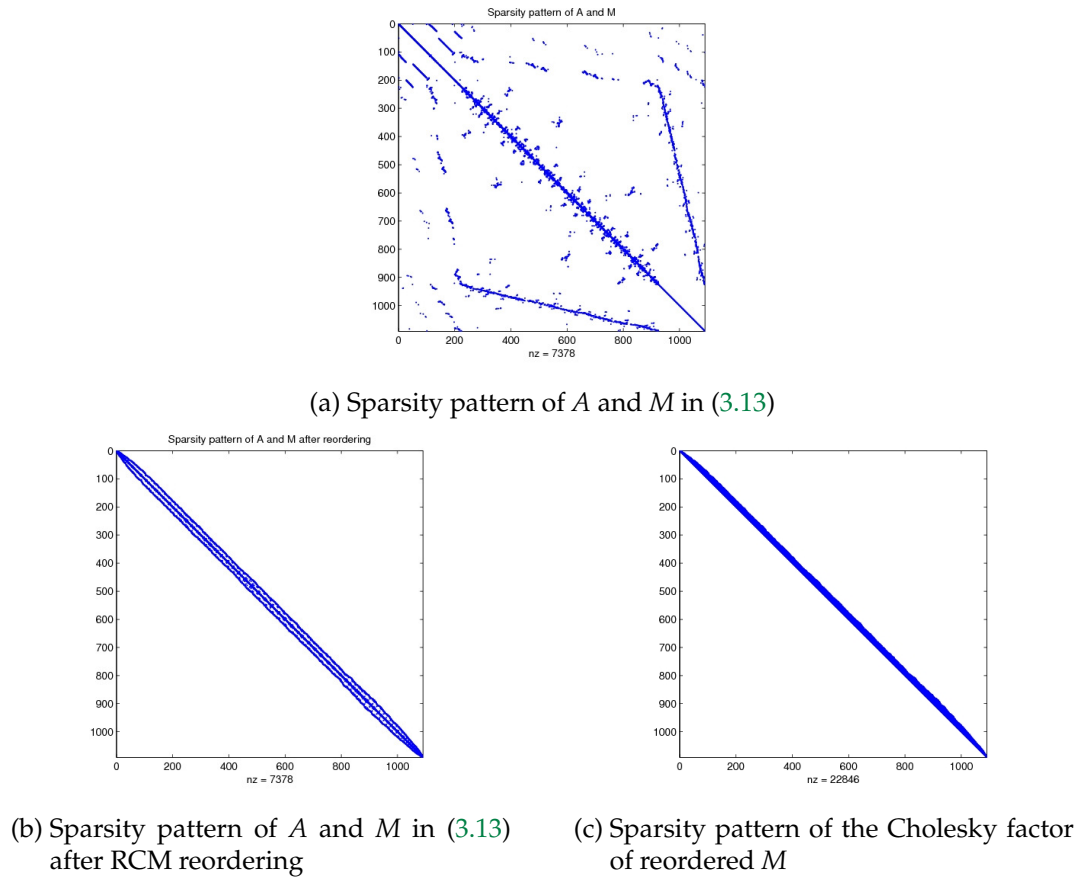 Sparsity pattern of A and M
0
100
200
300
400
500
600
700
800
900
1000
0 200 400 600 800 1000
nz = 7378
(a) Sparsity pattern of A and M in (3.13)
Sparsity pattern of A and M after reordering
0
100
200
300
400
500
600
700
800
900
1000
0 200 400 600 800 1000
nz = 7378
(b) Sparsity pattern of A and M in (3.13)
after RCM reordering
0
100
200
300
400
500
600
700
800
900
1000
0 200 400 600 800 1000
nz = 22846
(c) Sparsity pattern of the Cholesky factor
of reordered M